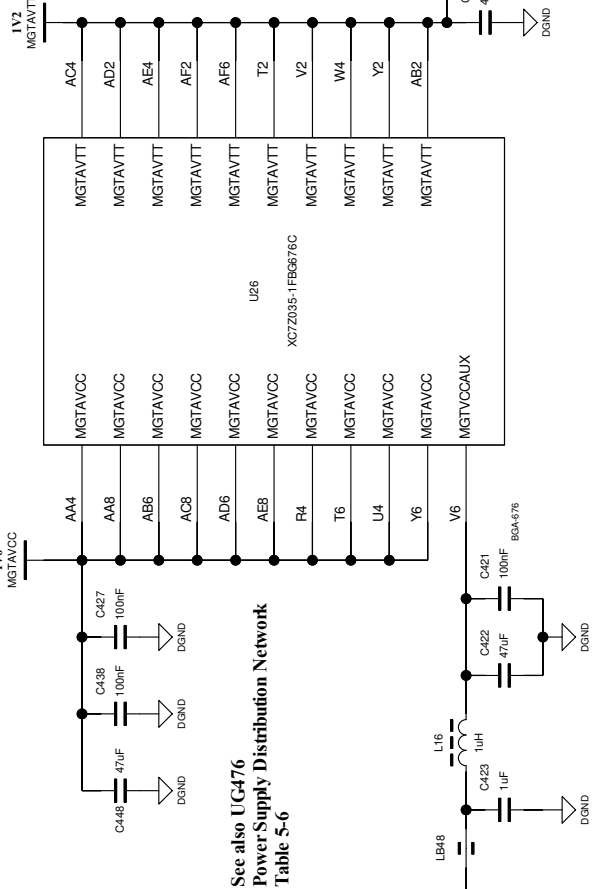 1V2
MGTAVTT
DGND
AC4
AD2
AE4
AF2
AF6
T2
V2
W4
Y2
AB2
MGTAVTT
MGTAVTT
MGTAVTT
MGTAVTT
MGTAVTT
MGTAVTT
MGTAVTT
MGTAVTT
MGTAVTT
MGTAVTT
U26
XC7Z035-1FBG676C
MGTAVCC
MGTAVCC
MGTAVCC
MGTAVCC
MGTAVCC
MGTAVCC
MGTAVCC
MGTAVCC
MGTAVCC
MGTAVCC
MGTVCCAUX
AA4
AA8
AB6
AC8
AD6
AE8
R4
T6
U4
Y6
V6
BGA-676
MGTAVCC
C427
100nF
DGND
C438
100nF
DGND
C448
47uF
DGND
See also UG476
Power Supply Distribution Network
Table 5-6
C421
100nF
C422
47uF
DGND
L16
1uH
C423
1uF
DGND
LB48